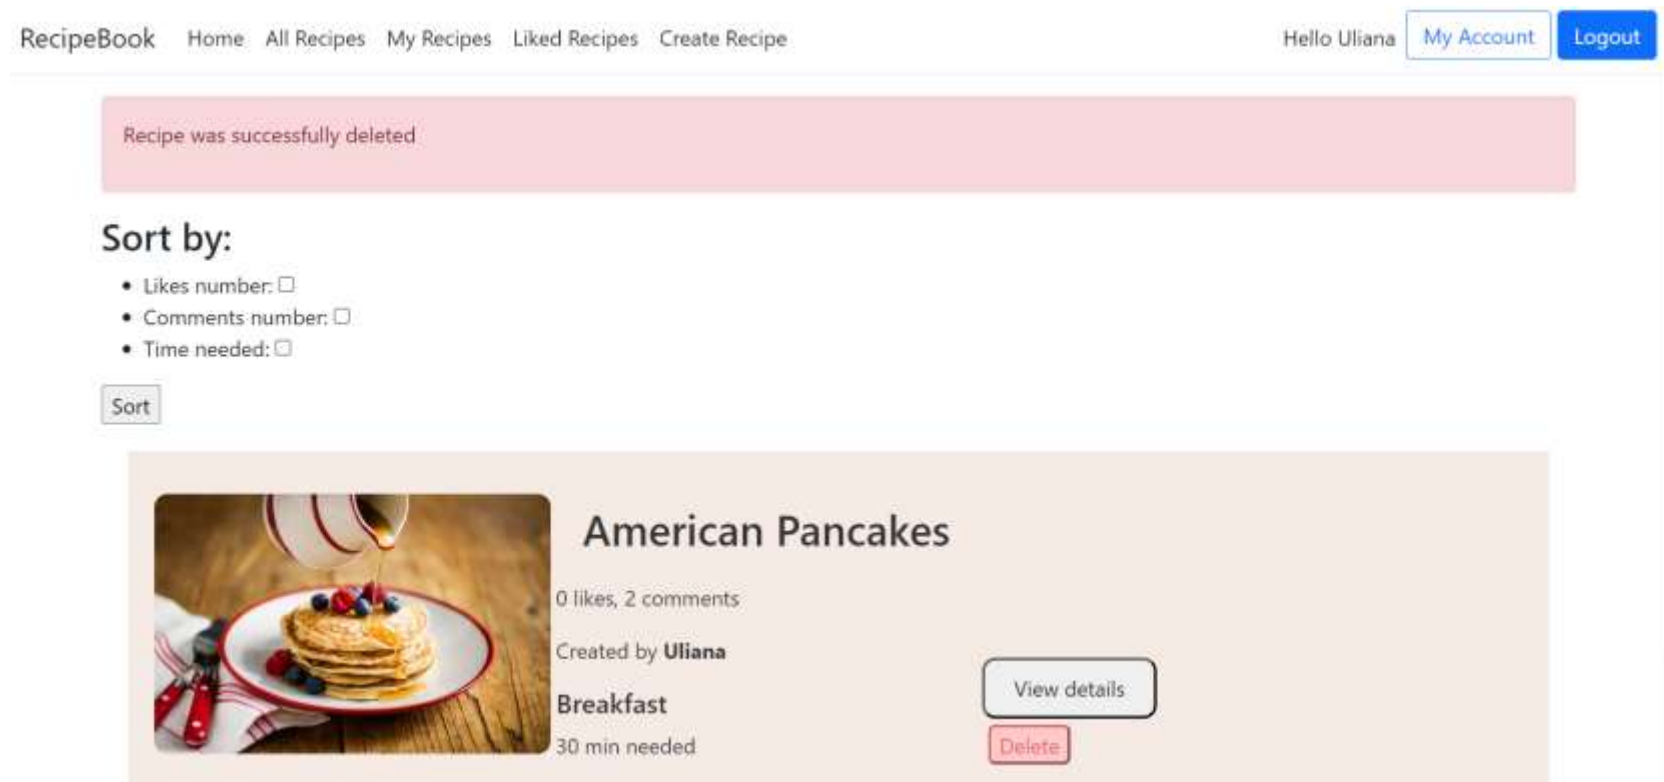 RecipeBook Home All Recipes My Recipes Liked Recipes Create Recipe Hello Uliana My Account Logout
Recipe was successfully deleted
Sort by:
• Likes number:
• Comments number:
• Time needed:
Sort
American Pancakes
0 likes, 2 comments
Created by Uliana
Breakfast
30 min needed
View details
Delete